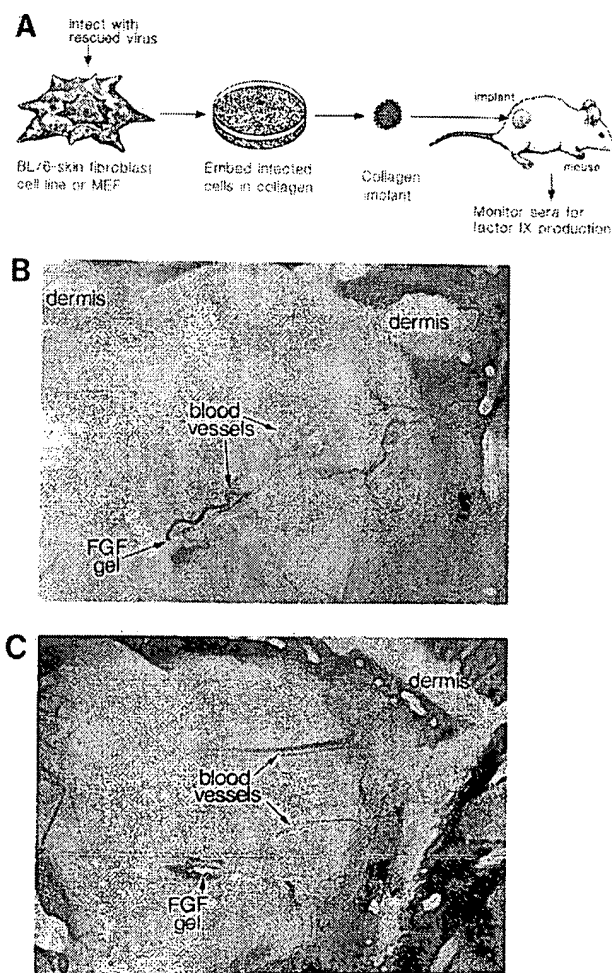 A
infect with
rescued virus
BL/6-skin fibroblast
cell line or MEF
Embed infected
cells in collagen
Collagen
implant
implant
mouse
Monitor sera for
factor IX production
B
dermis
dermis
blood
vessels
FGF
gel
C
dermis
blood
vessels
FGF
gel